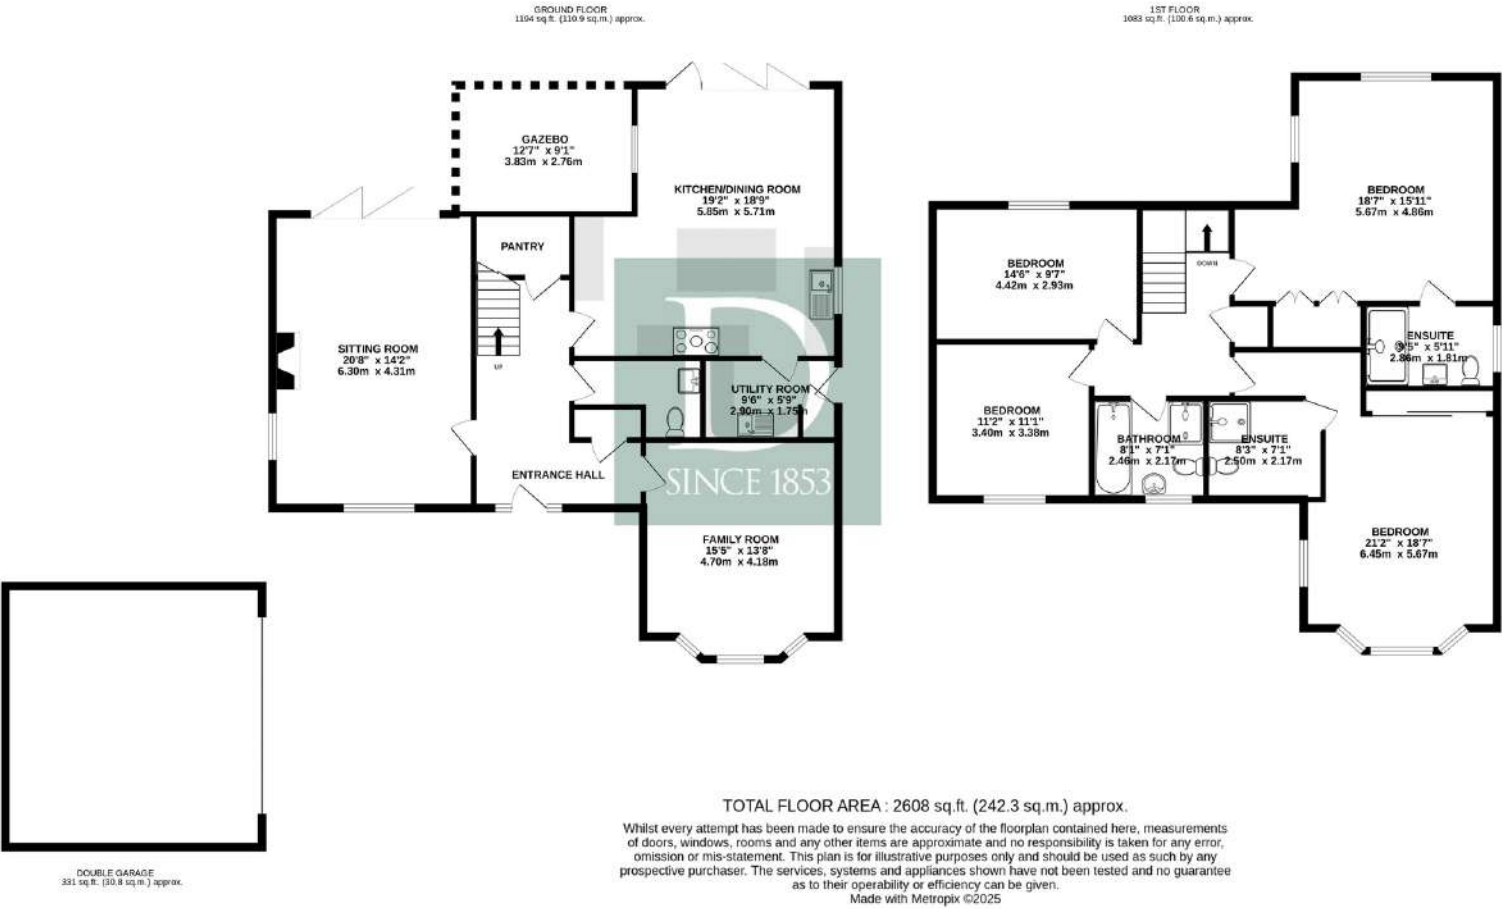 GROUND FLOOR
1194 sq.ft. (110.9 sq.m.) approx.
1ST FLOOR
1083 sq.ft. (100.6 sq.m.) approx.
GAZEBO
12'7" x 9'1"
3.83m x 2.76m
KITCHEN/DINING ROOM
19'2" x 18'9"
5.85m x 5.71m
PANTRY
SITTING ROOM
20'8" x 14'2"
6.30m x 4.31m
UP
UTILITY ROOM
9'6" x 5'9"
2.90m x 1.75m
ENTRANCE HALL
D
SINCE 1853
FAMILY ROOM
15'5" x 13'8"
4.70m x 4.18m
BEDROOM
18'7" x 15'11"
5.67m x 4.86m
BEDROOM
14'6" x 9'7"
4.42m x 2.93m
DOWN
ENSUITE
9'5" x 5'11"
2.86m x 1.81m
BEDROOM
11'2" x 11'1"
3.40m x 3.38m
BATHROOM
8'1" x 7'1"
2.46m x 2.17m
ENSUITE
8'3" x 7'1"
2.50m x 2.17m
BEDROOM
21'2" x 18'7"
6.45m x 5.67m
DOUBLE GARAGE
331 sq.ft. (30.8 sq.m.) approx.
TOTAL FLOOR AREA : 2608 sq.ft. (242.3 sq.m.) approx.
Whilst every attempt has been made to ensure the accuracy of the floorplan contained here, measurements
of doors, windows, rooms and any other items are approximate and no responsibility is taken for any error,
omission or mis-statement. This plan is for illustrative purposes only and should be used as such by any
prospective purchaser. The services, systems and appliances shown have not been tested and no guarantee
as to their operability or efficiency can be given.
Made with Metropix ©2025